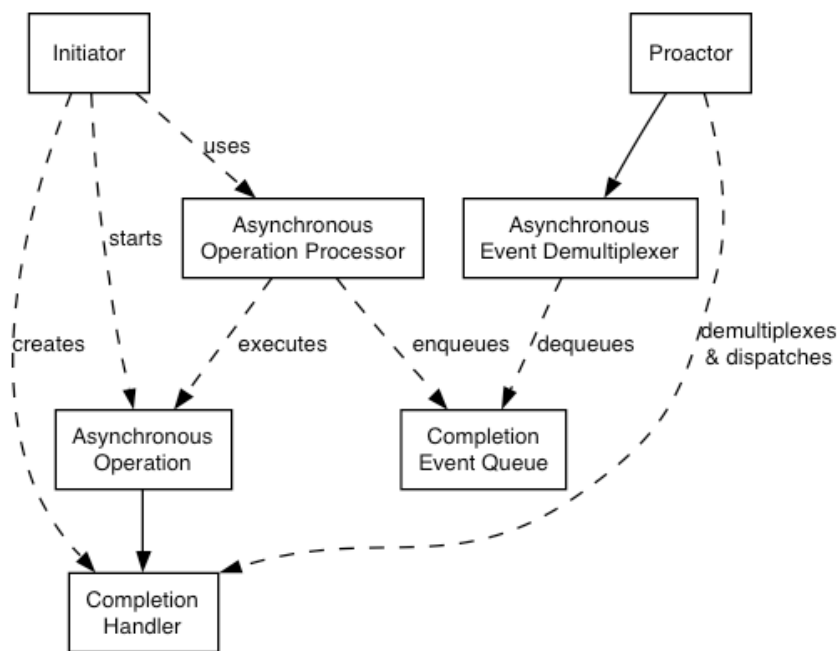 Initiator
Proactor
uses
Asynchronous
Operation Processor
Asynchronous
Event Demultiplexer
starts
creates
executes
enqueues
dequeues
demultiplexes
& dispatches
Asynchronous
Operation
Completion
Event Queue
Completion
Handler